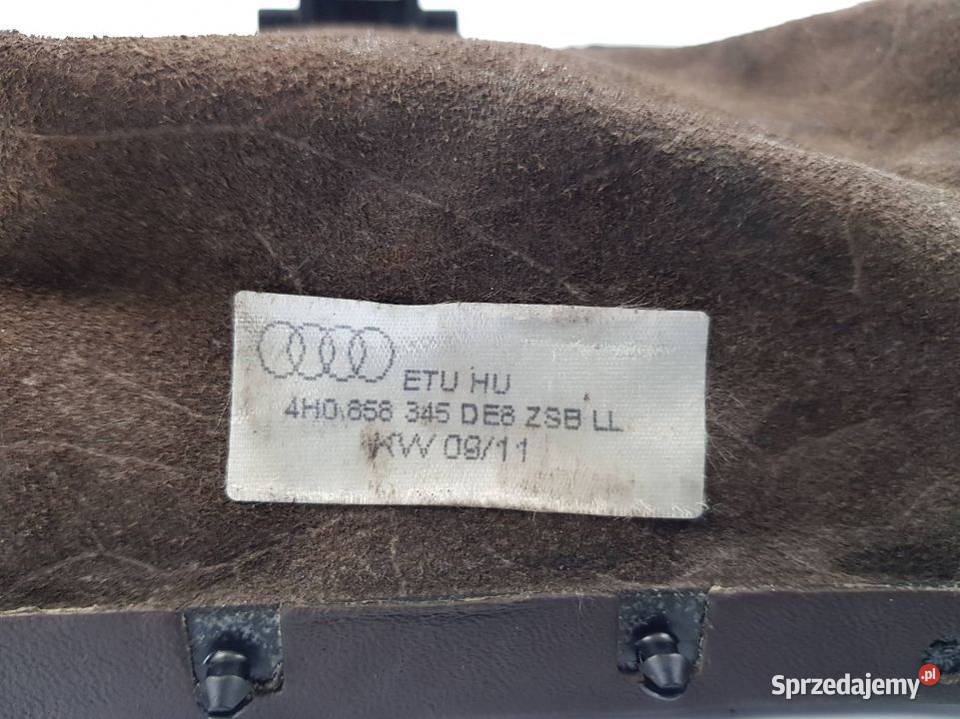 ETU HU
4H0 858 345 DE8 ZSB LL
KW 09/11
Sprzedajemy.pl